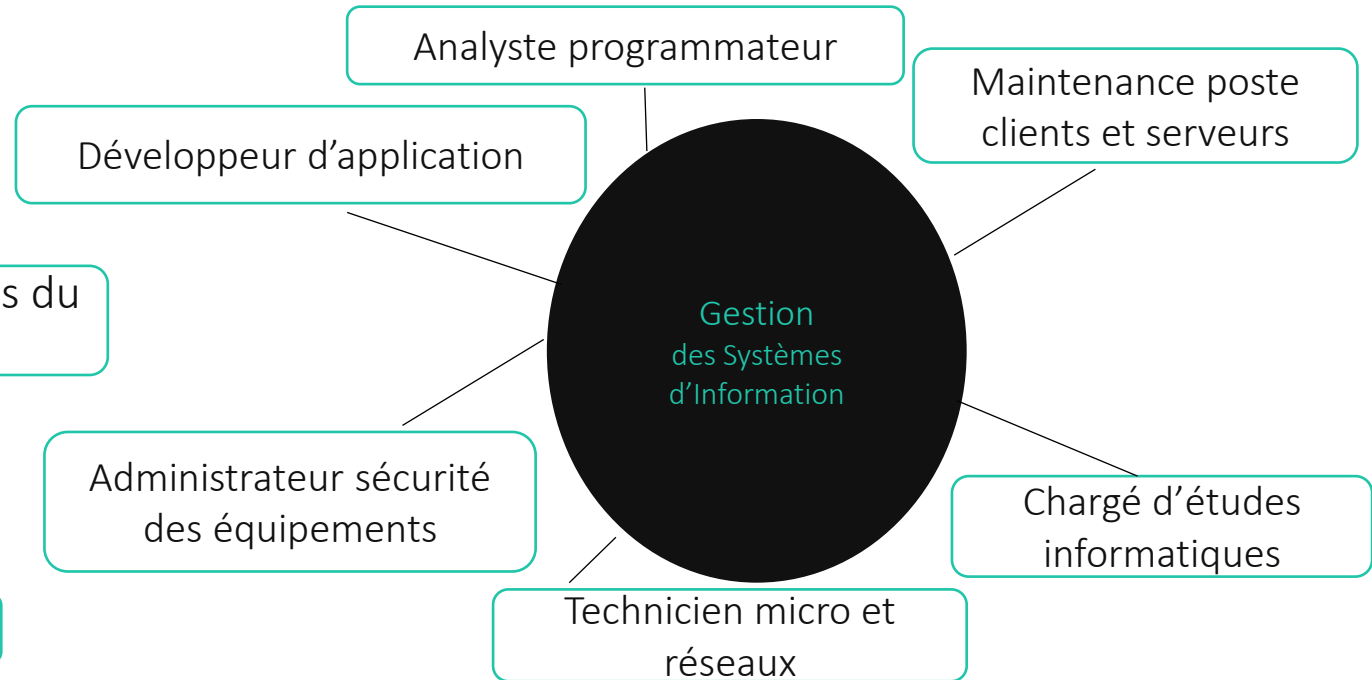 Analyste programmateur
Maintenance poste
clients et serveurs
Développeur d’application
s du
Gestion
des Systèmes
d’Information
Administrateur sécurité
des équipements
Chargé d’études
informatiques
Technicien micro et
réseaux